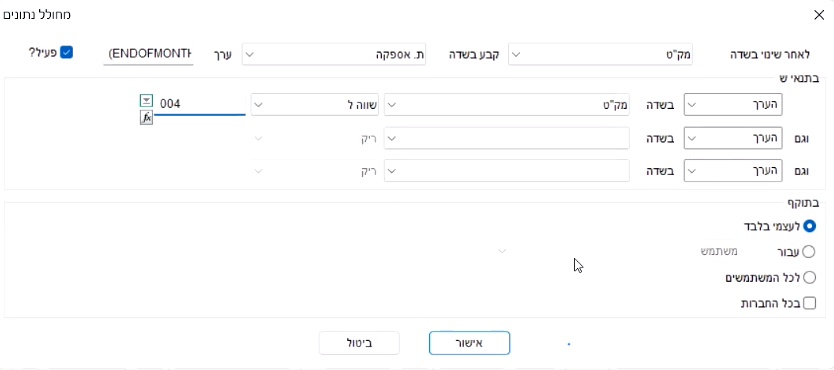 מחולל נתונים
לאחר שינוי בשדה מק"ט קבע בשדה ת. אספקה ערך (ENDOFMONTH פעיל?
בתנאי ש
הערך בשדה מק"ט שווה ל 004
fx
וגם הערך בשדה ריק
וגם הערך בשדה ריק
בתוקף
לעצמי בלבד
עבור משתמש
לכל המשתמשים
בכל החברות
אישור ביטול